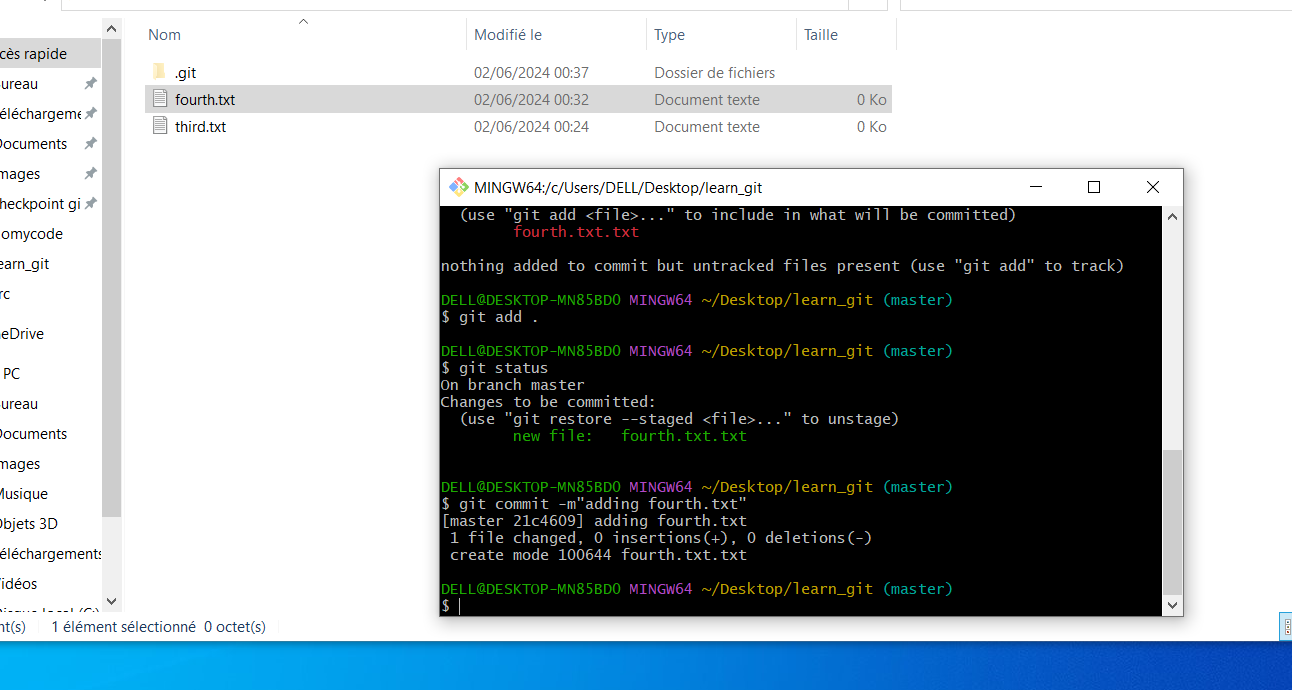 Nom Modifié le Type Taille
.git 02/06/2024 00:37 Dossier de fichiers
fourth.txt 02/06/2024 00:32 Document texte 0 Ko
third.txt 02/06/2024 00:24 Document texte 0 Ko
cès rapide
ureau
éléchargeme
Documents
mages
heckpoint gi
omycode
earn_git
rc
neDrive
PC
ureau
Documents
mages
Musique
Objets 3D
éléchargements
Vidéos
Disque local (C:)
nt(s) 1 élément sélectionné 0 octet(s)
MINGW64:/c/Users/DELL/Desktop/learn_git
(use "git add <file>..." to include in what will be committed)
fourth.txt.txt
nothing added to commit but untracked files present (use "git add" to track)
DELL@DESKTOP-MN85BDO MINGW64 ~/Desktop/learn_git (master)
$ git add .
DELL@DESKTOP-MN85BDO MINGW64 ~/Desktop/learn_git (master)
$ git status
On branch master
Changes to be committed:
(use "git restore --staged <file>..." to unstage)
new file: fourth.txt.txt
DELL@DESKTOP-MN85BDO MINGW64 ~/Desktop/learn_git (master)
$ git commit -m"adding fourth.txt"
[master 21c4609] adding fourth.txt
1 file changed, 0 insertions(+), 0 deletions(-)
create mode 100644 fourth.txt.txt
DELL@DESKTOP-MN85BDO MINGW64 ~/Desktop/learn_git (master)
$